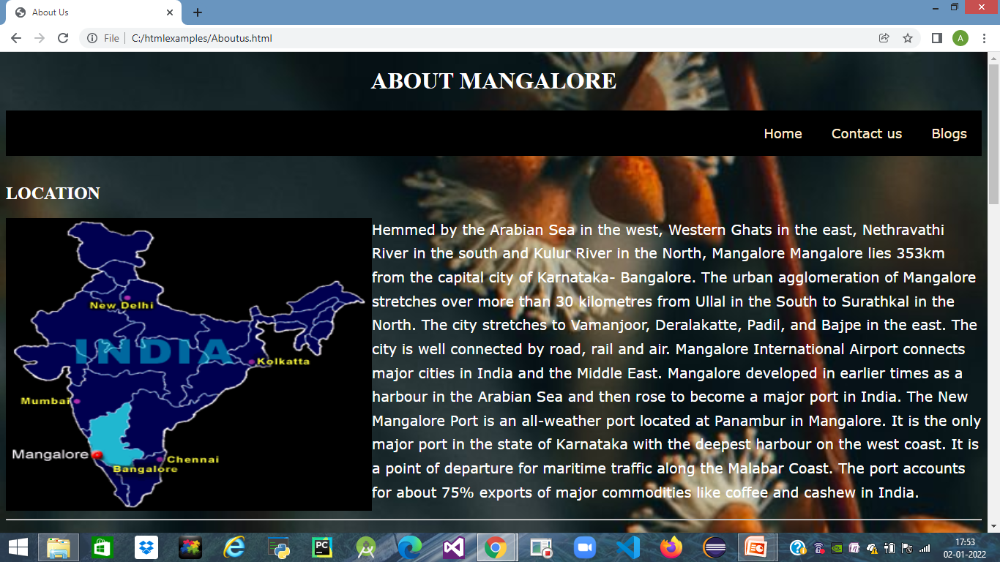 About Us
File
C:/htmlexamples/Aboutus.html
A
ABOUT MANGALORE
Home Contact us Blogs
LOCATION
New Delhi
INDIA
Kolkatta
Mumbai
Mangalore
Chennai
Bangalore
Hemmed by the Arabian Sea in the west, Western Ghats in the east, Nethravathi
River in the south and Kulur River in the North, Mangalore Mangalore lies 353km
from the capital city of Karnataka- Bangalore. The urban agglomeration of Mangalore
stretches over more than 30 kilometres from Ullal in the South to Surathkal in the
North. The city stretches to Vamanjoor, Deralakatte, Padil, and Bajpe in the east. The
city is well connected by road, rail and air. Mangalore International Airport connects
major cities in India and the Middle East. Mangalore developed in earlier times as a
harbour in the Arabian Sea and then rose to become a major port in India. The New
Mangalore Port is an all-weather port located at Panambur in Mangalore. It is the only
major port in the state of Karnataka with the deepest harbour on the west coast. It is
a point of departure for maritime traffic along the Malabar Coast. The port accounts
for about 75% exports of major commodities like coffee and cashew in India.
PC
17:53
02-01-2022